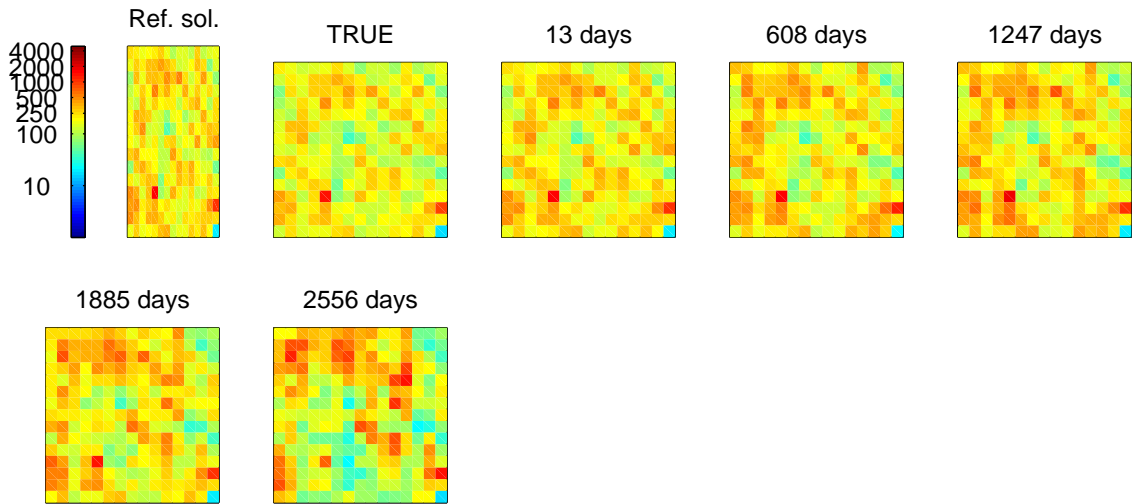 Ref. sol.
TRUE
13 days
608 days
1247 days
4000
2000
1000
500
250
100
10
1885 days
2556 days